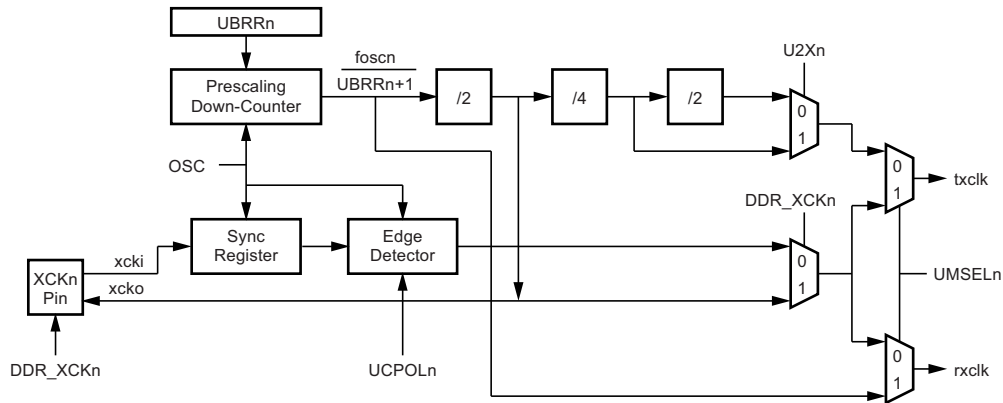 UBRRn
foscn
UBRRn+1
U2Xn
Prescaling
Down-Counter
/2
/4
/2
0
1
OSC
0
1
txclk
DDR_XCKn
Sync
Register
Edge
Detector
0
1
xcki
XCKn
Pin
xcko
UMSELn
DDR_XCKn
UCPOLn
0
1
rxclk